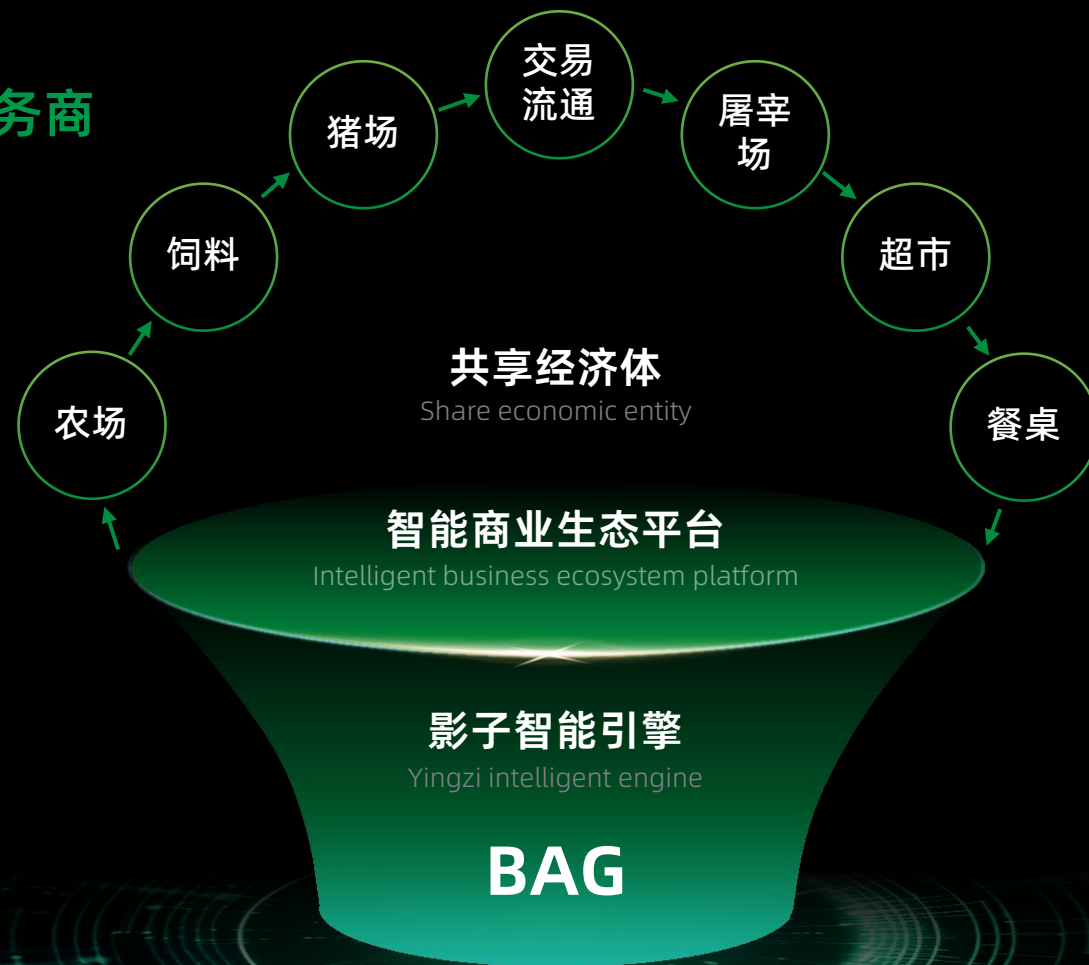 务商
交易
流通
猪场
屠宰
场
饲料
超市
农场
餐桌
共享经济体
Share economic entity
智能商业生态平台
Intelligent business ecosystem platform
影子智能引擎
Yingzi intelligent engine
BAG